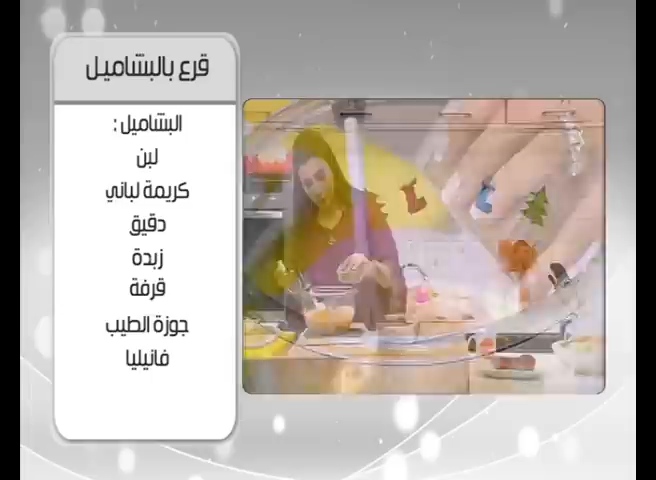 قرع بالبشاميل
البشاميل :
لبن
كريمة لباني
دقيق
زبدة
قرفة
جوزة الطيب
فانيليا